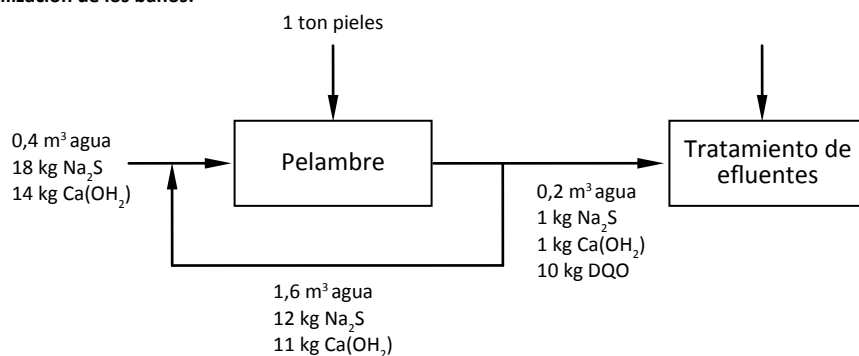 1 ton pieles
0,4 m³ agua
18 kg Na₂S
14 kg Ca(OH₂)
Pelambre
Tratamiento de
efluentes
0,2 m³ agua
1 kg Na₂S
1 kg Ca(OH₂)
10 kg DQO
1,6 m³ agua
12 kg Na₂S
11 kg Ca(OH₂)